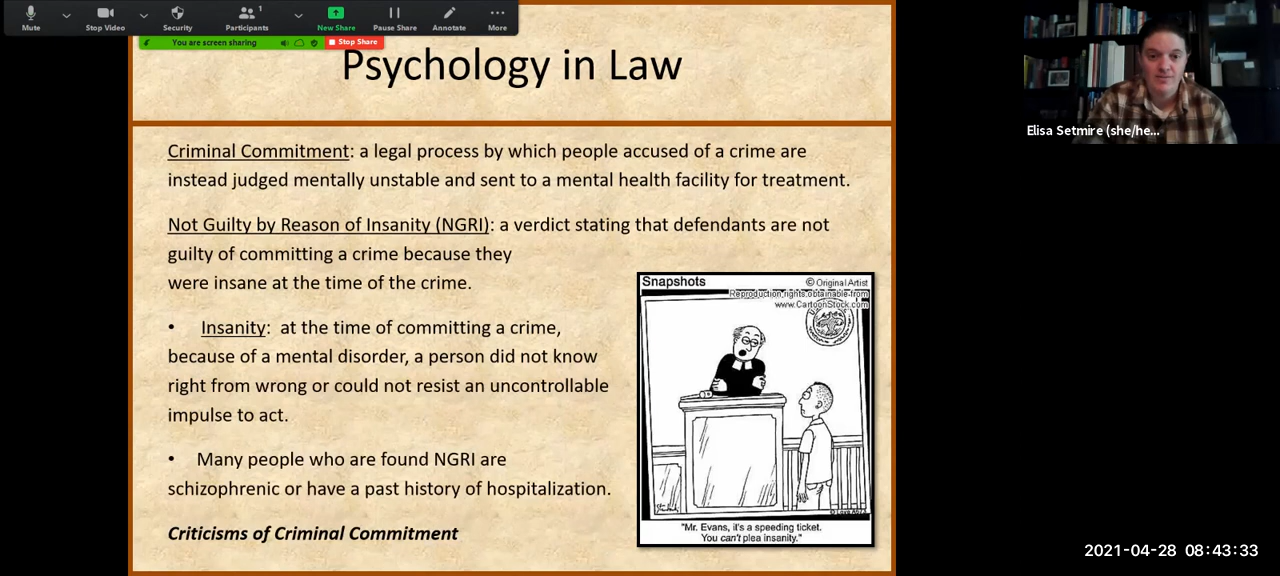 Mute
Stop Video
Security
Participants
1
New Share
Pause Share
Annotate
More
You are screen sharing
Stop Share
Elisa Setmire (she/he...
Psychology in Law
Criminal Commitment: a legal process by which people accused of a crime are
instead judged mentally unstable and sent to a mental health facility for treatment.
Not Guilty by Reason of Insanity (NGRI): a verdict stating that defendants are not
guilty of committing a crime because they
were insane at the time of the crime.
• Insanity: at the time of committing a crime,
because of a mental disorder, a person did not know
right from wrong or could not resist an uncontrollable
impulse to act.
• Many people who are found NGRI are
schizophrenic or have a past history of hospitalization.
Criticisms of Criminal Commitment
Snapshots
© Original Artist
Reproduction rights obtainable from
www.CartoonStock.com
"Mr. Evans, it's a speeding ticket.
You can't plea insanity."
2021-04-28 08:43:33